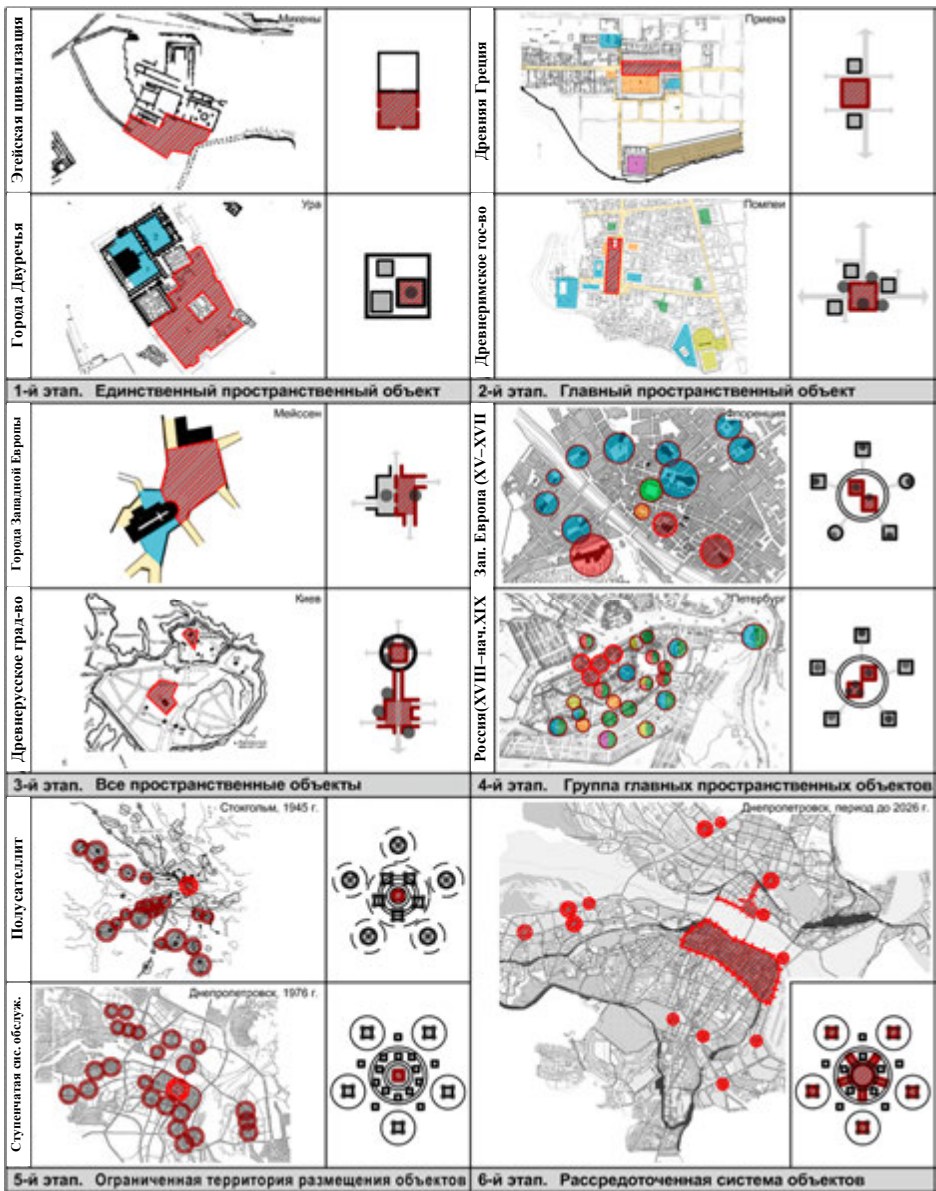 Эгейская цивилизация
Микены
Древняя Греция
Приена
Города Двуречья
Ура
Древнеримское гос-во
Помпеи
1-й этап. Единственный пространственный объект
2-й этап. Главный пространственный объект
Города Западной Европы
Мейссен
Зап. Европа (XV–XVII
Флоренция
Древнерусское град-во
Киев
Россия(XVIII–нач.XIX
Петербург
3-й этап. Все пространственные объекты
4-й этап. Группа главных пространственных объектов
Полусателлит
Стокгольм, 1945 г.
Днепропетровск, период до 2026 г.
Ступенчатая сис. обслуж.
Днепропетровск, 1976 г.
5-й этап. Ограниченная территория размещения объектов
6-й этап. Рассредоточенная система объектов